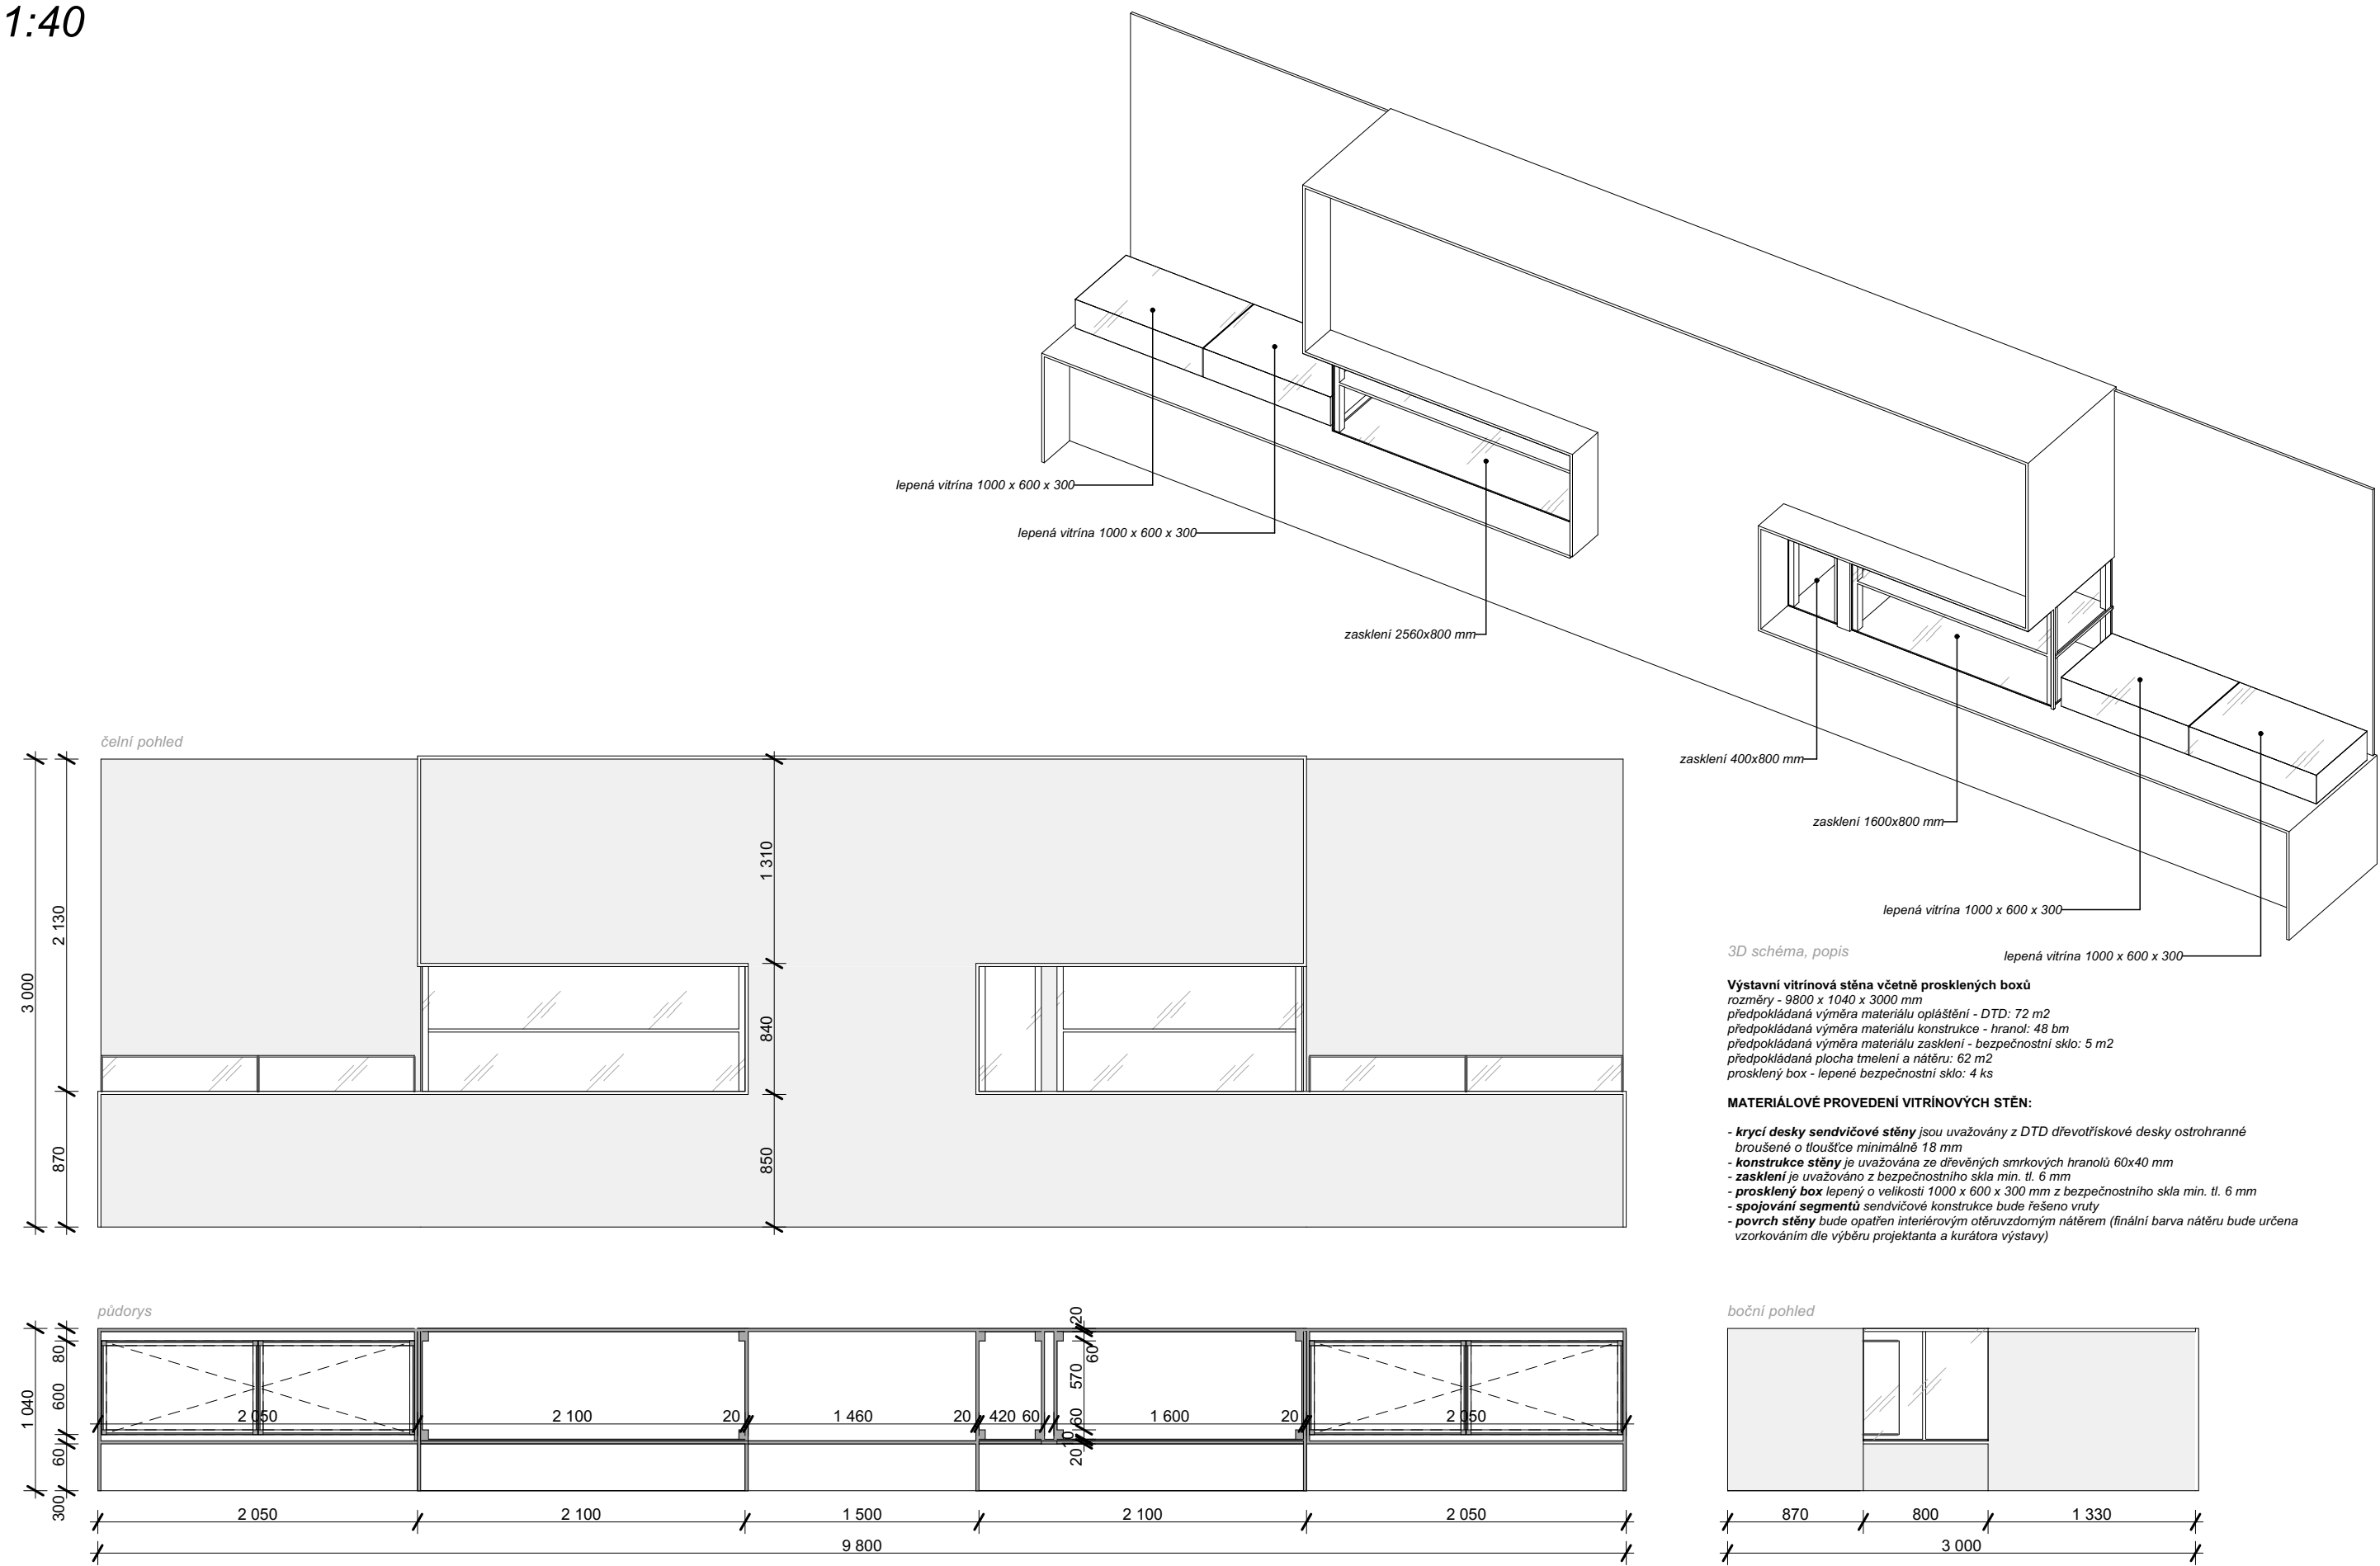 1:40
lepená vitrína 1000 x 600 x 300
lepená vitrína 1000 x 600 x 300
zasklení 2560x800 mm
zasklení 400x800 mm
zasklení 1600x800 mm
lepená vitrína 1000 x 600 x 300
lepená vitrína 1000 x 600 x 300
čelní pohled
3 000
2 130
870
1 310
840
850
3D schéma, popis
Výstavní vitrínová stěna včetně prosklených boxů
rozměry - 9800 x 1040 x 3000 mm
předpokládaná výměra materiálu opláštění - DTD: 72 m2
předpokládaná výměra materiálu konstrukce - hranol: 48 bm
předpokládaná výměra materiálu zasklení - bezpečnostní sklo: 5 m2
předpokládaná plocha tmelení a nátěru: 62 m2
prosklený box - lepené bezpečnostní sklo: 4 ks
MATERIÁLOVÉ PROVEDENÍ VITRÍNOVÝCH STĚN:
- krycí desky sendvičové stěny jsou uvažovány z DTD dřevotřískové desky ostrohranné
broušené o tloušťce minimálně 18 mm
- konstrukce stěny je uvažována ze dřevěných smrkových hranolů 60x40 mm
- zasklení je uvažováno z bezpečnostního skla min. tl. 6 mm
- prosklený box lepený o velikosti 1000 x 600 x 300 mm z bezpečnostního skla min. tl. 6 mm
- spojování segmentů sendvičové konstrukce bude řešeno vruty
- povrch stěny bude opatřen interiérovým otěruvzdorným nátěrem (finální barva nátěru bude určena
vzorkováním dle výběru projektanta a kurátora výstavy)
půdorys
1 040
80
600
60
300
2 050
2 100
20
1 460
20
420
60
1 600
20
2 050
20
60
570
60
10
20
2 050
2 100
1 500
2 100
2 050
9 800
boční pohled
870
800
1 330
3 000